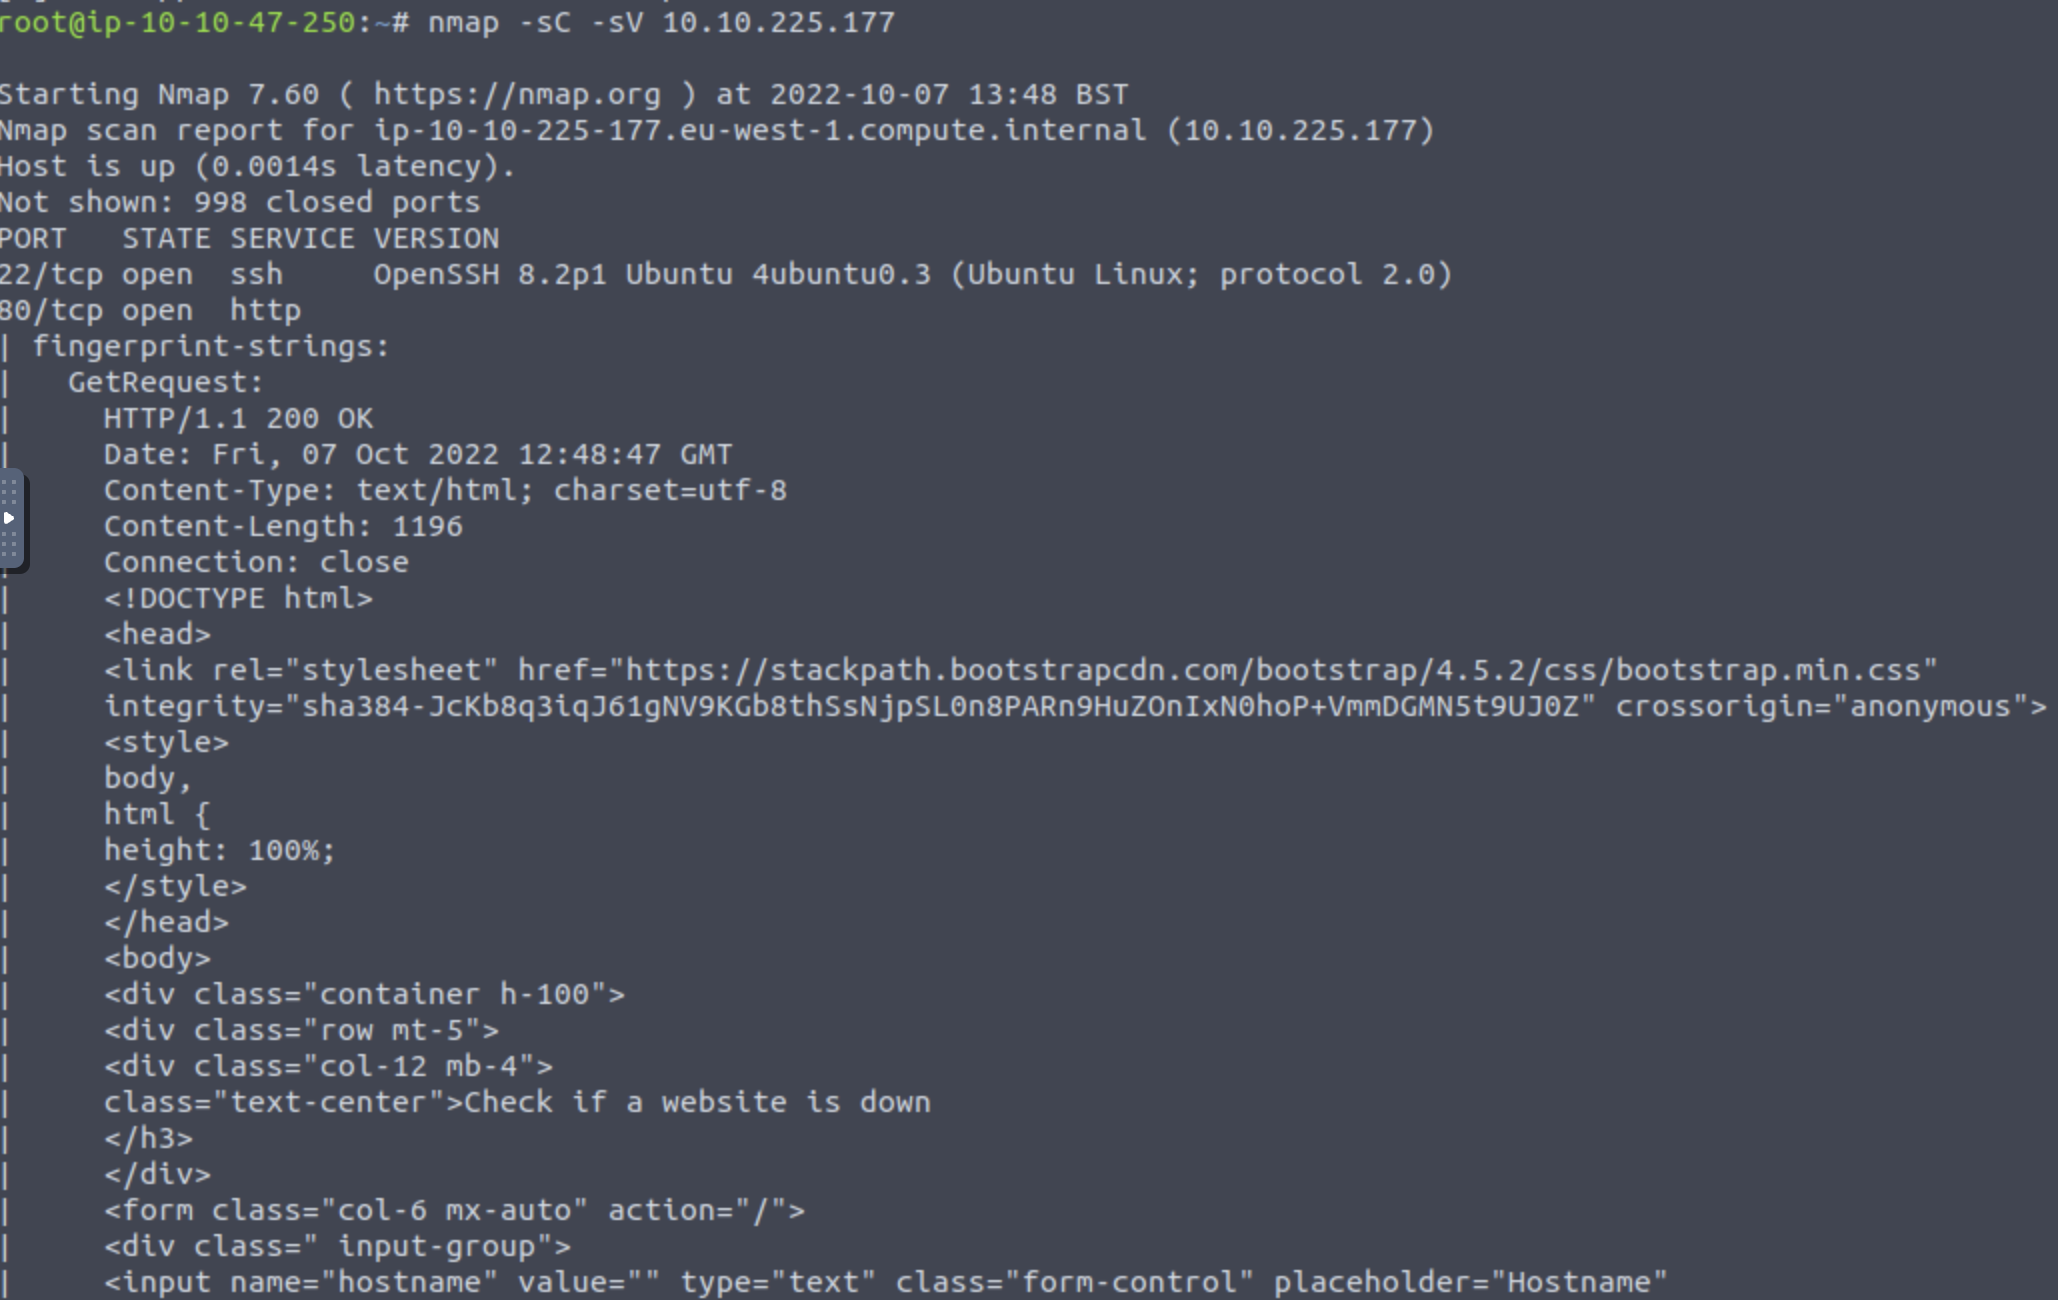 root@ip-10-10-47-250:~# nmap -sC -sV 10.10.225.177
Starting Nmap 7.60 ( https://nmap.org ) at 2022-10-07 13:48 BST
Nmap scan report for ip-10-10-225-177.eu-west-1.compute.internal (10.10.225.177)
Host is up (0.0014s latency).
Not shown: 998 closed ports
PORT   STATE SERVICE VERSION
22/tcp open  ssh     OpenSSH 8.2p1 Ubuntu 4ubuntu0.3 (Ubuntu Linux; protocol 2.0)
80/tcp open  http
| fingerprint-strings:
|   GetRequest:
|     HTTP/1.1 200 OK
|     Date: Fri, 07 Oct 2022 12:48:47 GMT
|     Content-Type: text/html; charset=utf-8
|     Content-Length: 1196
|     Connection: close
|     <!DOCTYPE html>
|     <head>
|     <link rel="stylesheet" href="https://stackpath.bootstrapcdn.com/bootstrap/4.5.2/css/bootstrap.min.css"
|     integrity="sha384-JcKb8q3iqJ61gNV9KGb8thSsNjpSL0n8PARn9HuZOnIxN0hoP+VmmDGMN5t9UJ0Z" crossorigin="anonymous">
|     <style>
|     body,
|     html {
|     height: 100%;
|     </style>
|     </head>
|     <body>
|     <div class="container h-100">
|     <div class="row mt-5">
|     <div class="col-12 mb-4">
|     class="text-center">Check if a website is down
|     </h3>
|     </div>
|     <form class="col-6 mx-auto" action="/">
|     <div class=" input-group">
|     <input name="hostname" value="" type="text" class="form-control" placeholder="Hostname"